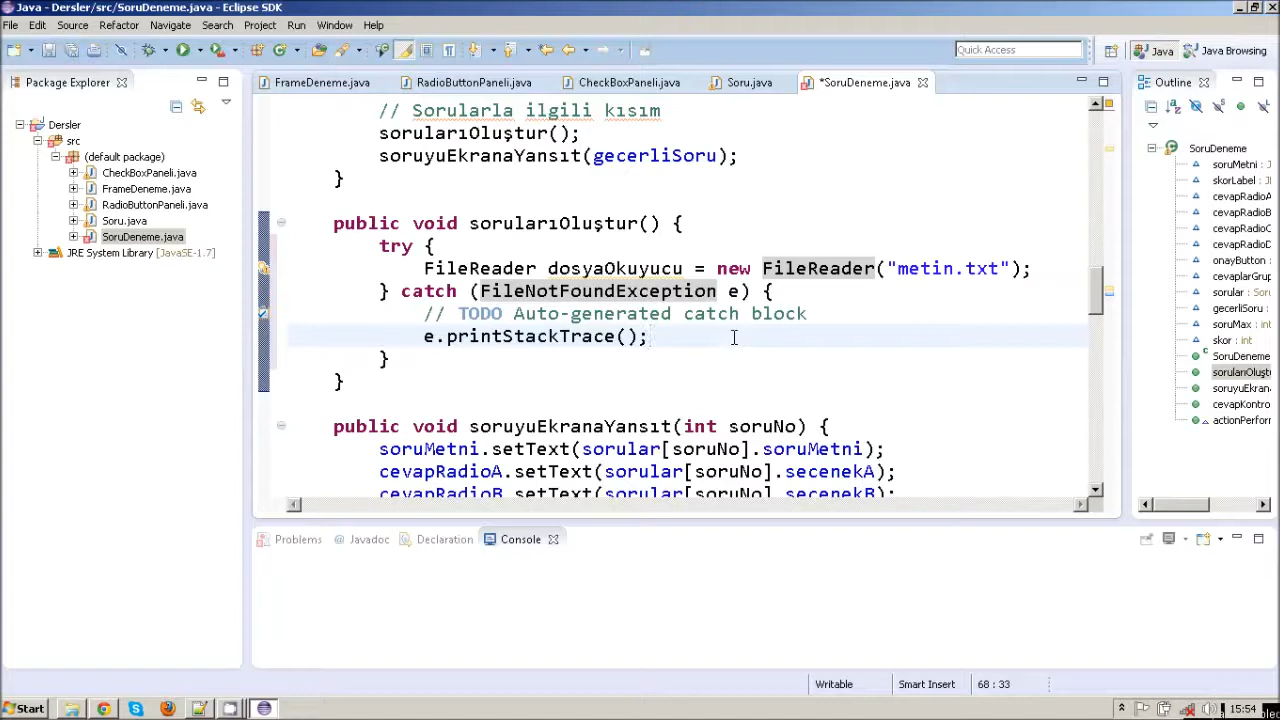 Java - Dersler/src/SoruDeneme.java - Eclipse SDK
File Edit Source Refactor Navigate Search Project Run Window Help
Quick Access
Java
Java Browsing
Package Explorer
FrameDeneme.java
RadioButtonPaneli.java
CheckBoxPaneli.java
Soru.java
*SoruDeneme.java
Outline
Dersler
src
(default package)
CheckBoxPaneli.java
FrameDeneme.java
RadioButtonPaneli.java
Soru.java
SoruDeneme.java
JRE System Library [JavaSE-1.7]
// Sorularla ilgili kısım
sorularıOluştur();
soruyuEkranaYansıt(gecerliSoru);
}
public void sorularıOluştur() {
try {
FileReader dosyaOkuyucu = new FileReader("metin.txt");
} catch (FileNotFoundException e) {
// TODO Auto-generated catch block
e.printStackTrace();
}
}
public void soruyuEkranaYansıt(int soruNo) {
soruMetni.setText(sorular[soruNo].soruMetni);
cevapRadioA.setText(sorular[soruNo].secenekA);
cevapRadioB.setText(sorular[soruNo].secenekB);
SoruDeneme
soruMetni :
skorLabel :
cevapRadioA
cevapRadioB
cevapRadioC
cevapRadioD
onayButton
cevaplarGrup
sorular : 
gecerliSoru
soruMax : 
skor : int
SoruDeneme
sorularıOluşt
soruyuEkran
cevapKontro
actionPerform
Problems
@ Javadoc
Declaration
Console
Writable
Smart Insert
68 : 33
Start
15:54